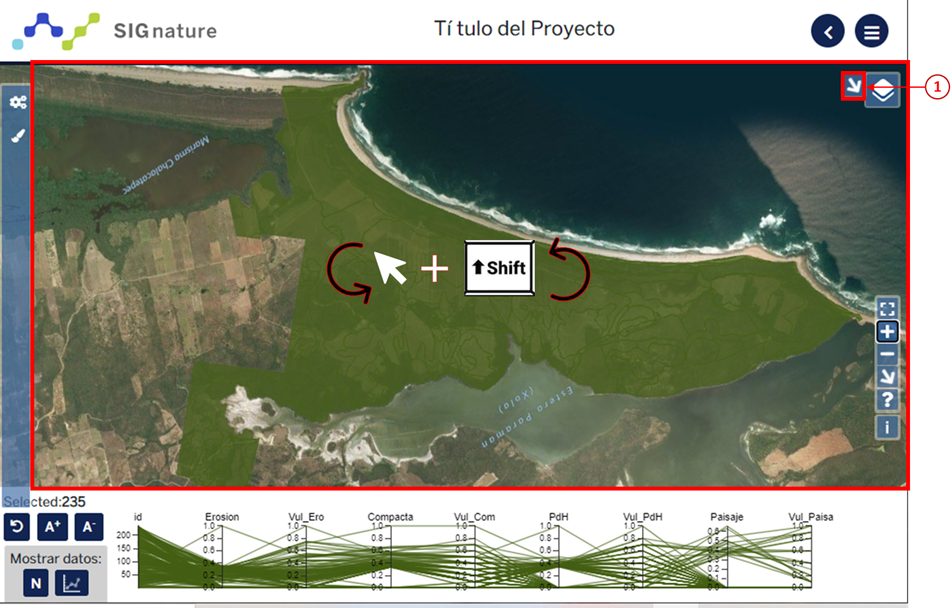 SIGnature
Tí tulo del Proyecto
1
Marisma Chalacatepec
+
Shift
Estero Paraman
(Xola)
+
−
?
i
Selected:235
A+
A-
Mostrar datos:
N
id
Erosion
Vul_Ero
Compacta
Vul_Com
PdH
Vul_PdH
Paisaje
Vul_Paisa
200
150
100
50
1.0
0.8
0.6
0.4
0.2
0.0
1.0
0.8
0.6
0.4
0.2
0.0
1.0
0.8
0.6
0.4
0.2
0.0
1.0
0.8
0.6
0.4
0.2
0.0
1.0
0.8
0.6
0.4
0.2
0.0
1.0
0.8
0.6
0.4
0.2
0.0
0.8
0.5
0.3
0.2
0.1
1.0
0.8
0.6
0.4
0.2
0.0